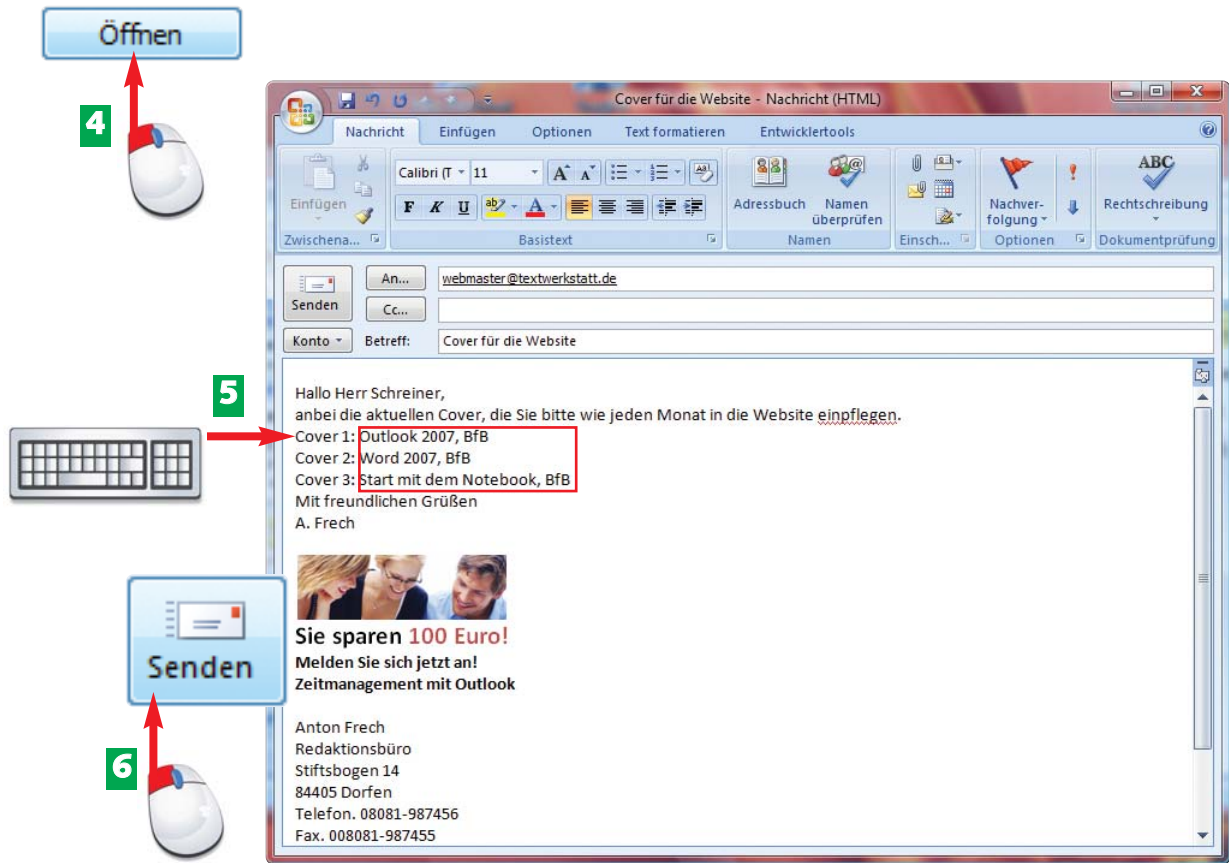 Öffnen
4
Cover für die Website - Nachricht (HTML)
Nachricht Einfügen Optionen Text formatieren Entwicklertools
Einfügen
Calibri (T 11
F K U
Adressbuch
Namen überprüfen
Nachver-
folgung
ABC
Rechtschreibung
Zwischena... Basistext Namen Einsch... Optionen Dokumentprüfung
Senden
An... webmaster@textwerkstatt.de
Cc...
Konto Betreff: Cover für die Website
5
Hallo Herr Schreiner,
anbei die aktuellen Cover, die Sie bitte wie jeden Monat in die Website einpflegen.
Cover 1: Outlook 2007, BfB
Cover 2: Word 2007, BfB
Cover 3: Start mit dem Notebook, BfB
Mit freundlichen Grüßen
A. Frech
Sie sparen 100 Euro!
Melden Sie sich jetzt an!
Zeitmanagement mit Outlook
Senden
6
Anton Frech
Redaktionsbüro
Stiftsbogen 14
84405 Dorfen
Telefon. 08081-987456
Fax. 008081-987455